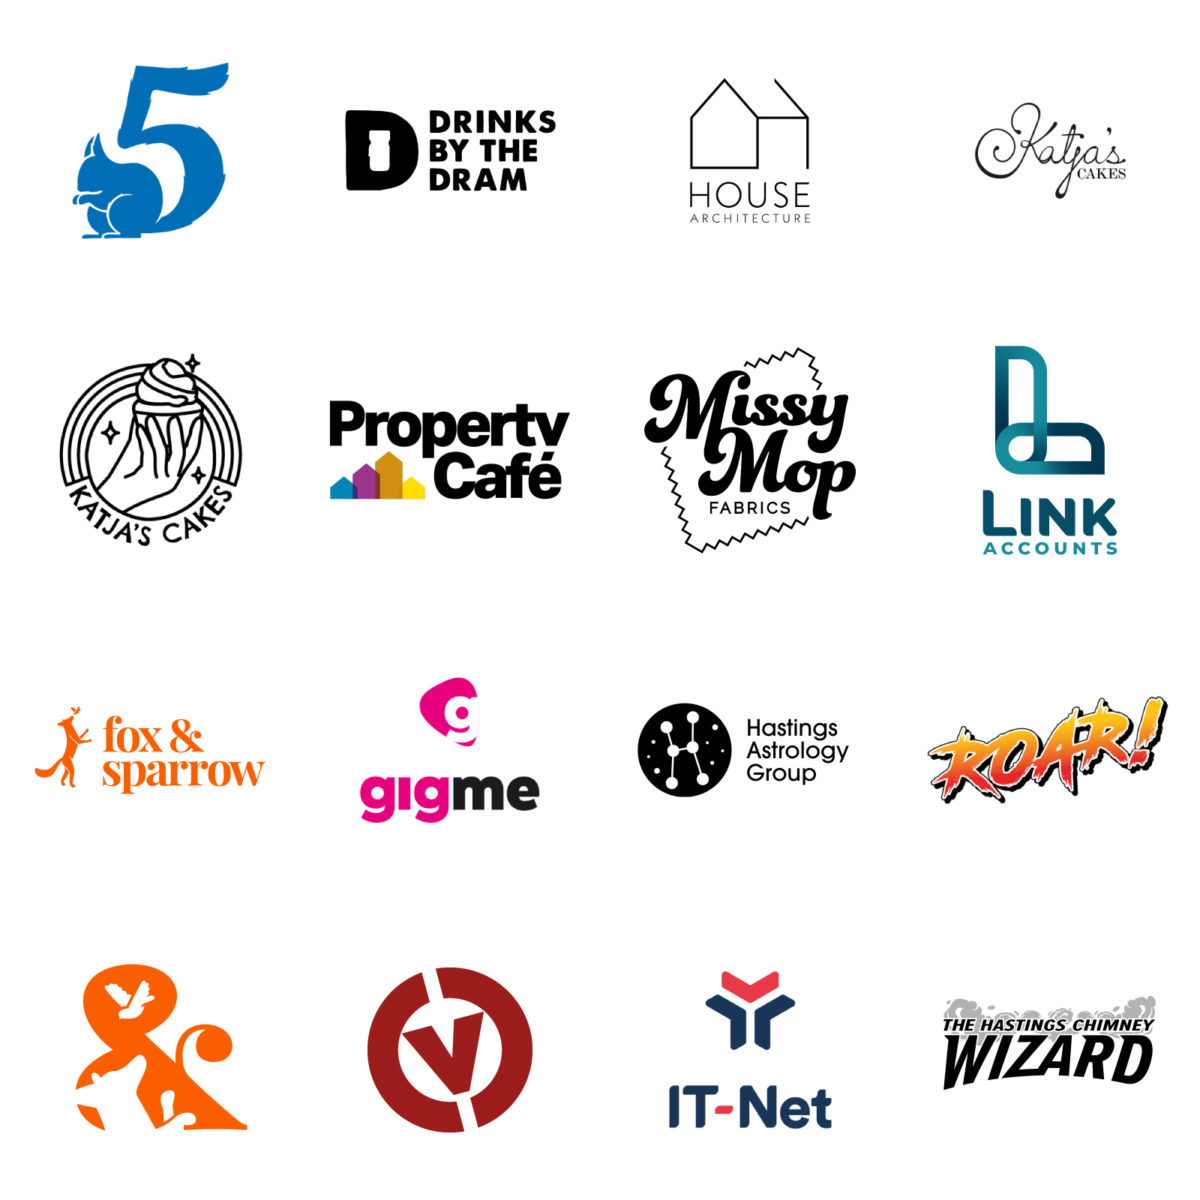 5
D
DRINKS
BY THE
DRAM
HOUSE
ARCHITECTURE
Katja's
CAKES
KATJA'S CAKES
Property
Café
Missy
Mop
FABRICS
LINK
ACCOUNTS
fox &
sparrow
g
gigme
Hastings
Astrology
Group
ROAR!
&
V
IT-Net
THE HASTINGS CHIMNEY
WIZARD